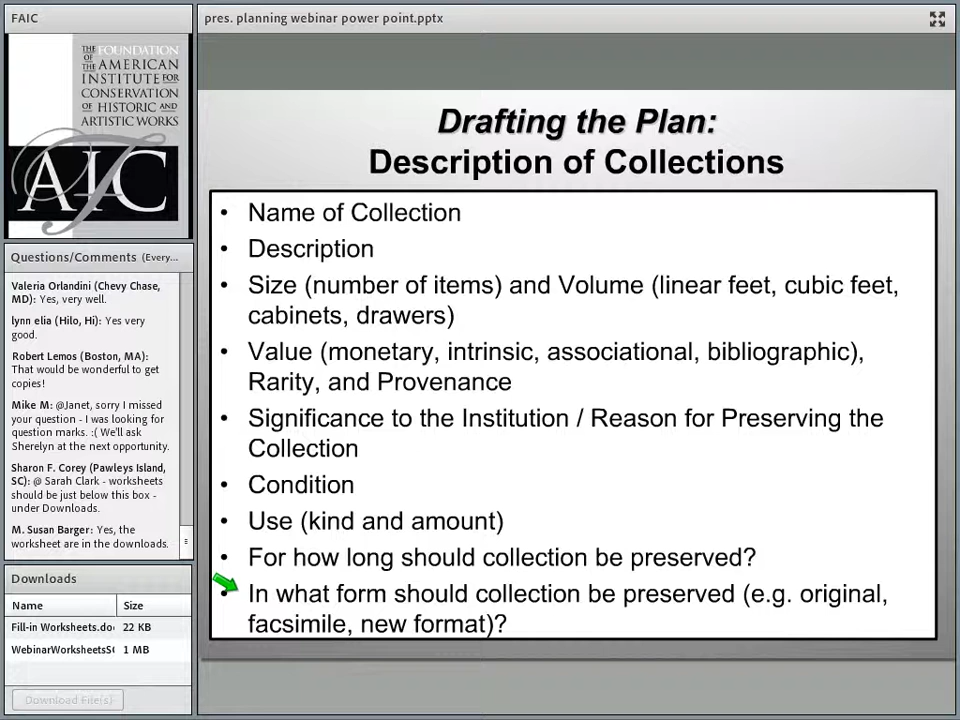 FAIC
THE FOUNDATION
OF THE AMERICAN
INSTITUTE FOR
CONSERVATION
OF HISTORIC AND
ARTISTIC WORKS
AIC
Questions/Comments (Every...
Valeria Orlandini (Chevy Chase,
MD): Yes, very well.
lynn elia (Hilo, Hi): Yes very
good.
Robert Lemos (Boston, MA):
That would be wonderful to get
copies!
Mike M: @Janet, sorry I missed
your question - I was looking for
question marks. :( We'll ask
Sherelyn at the next opportunity.
Sharon F. Corey (Pawleys Island,
SC): @ Sarah Clark - worksheets
should be just below this box -
under Downloads.
M. Susan Barger: Yes, the
worksheet are in the downloads.
Downloads
Name Size
Fill-in Worksheets.do 22 KB
WebinarWorksheetsS 1 MB
Download File(s)
pres. planning webinar power point.pptx
Drafting the Plan:
Description of Collections
• Name of Collection
• Description
• Size (number of items) and Volume (linear feet, cubic feet,
cabinets, drawers)
• Value (monetary, intrinsic, associational, bibliographic),
Rarity, and Provenance
• Significance to the Institution / Reason for Preserving the
Collection
• Condition
• Use (kind and amount)
• For how long should collection be preserved?
• In what form should collection be preserved (e.g. original,
facsimile, new format)?